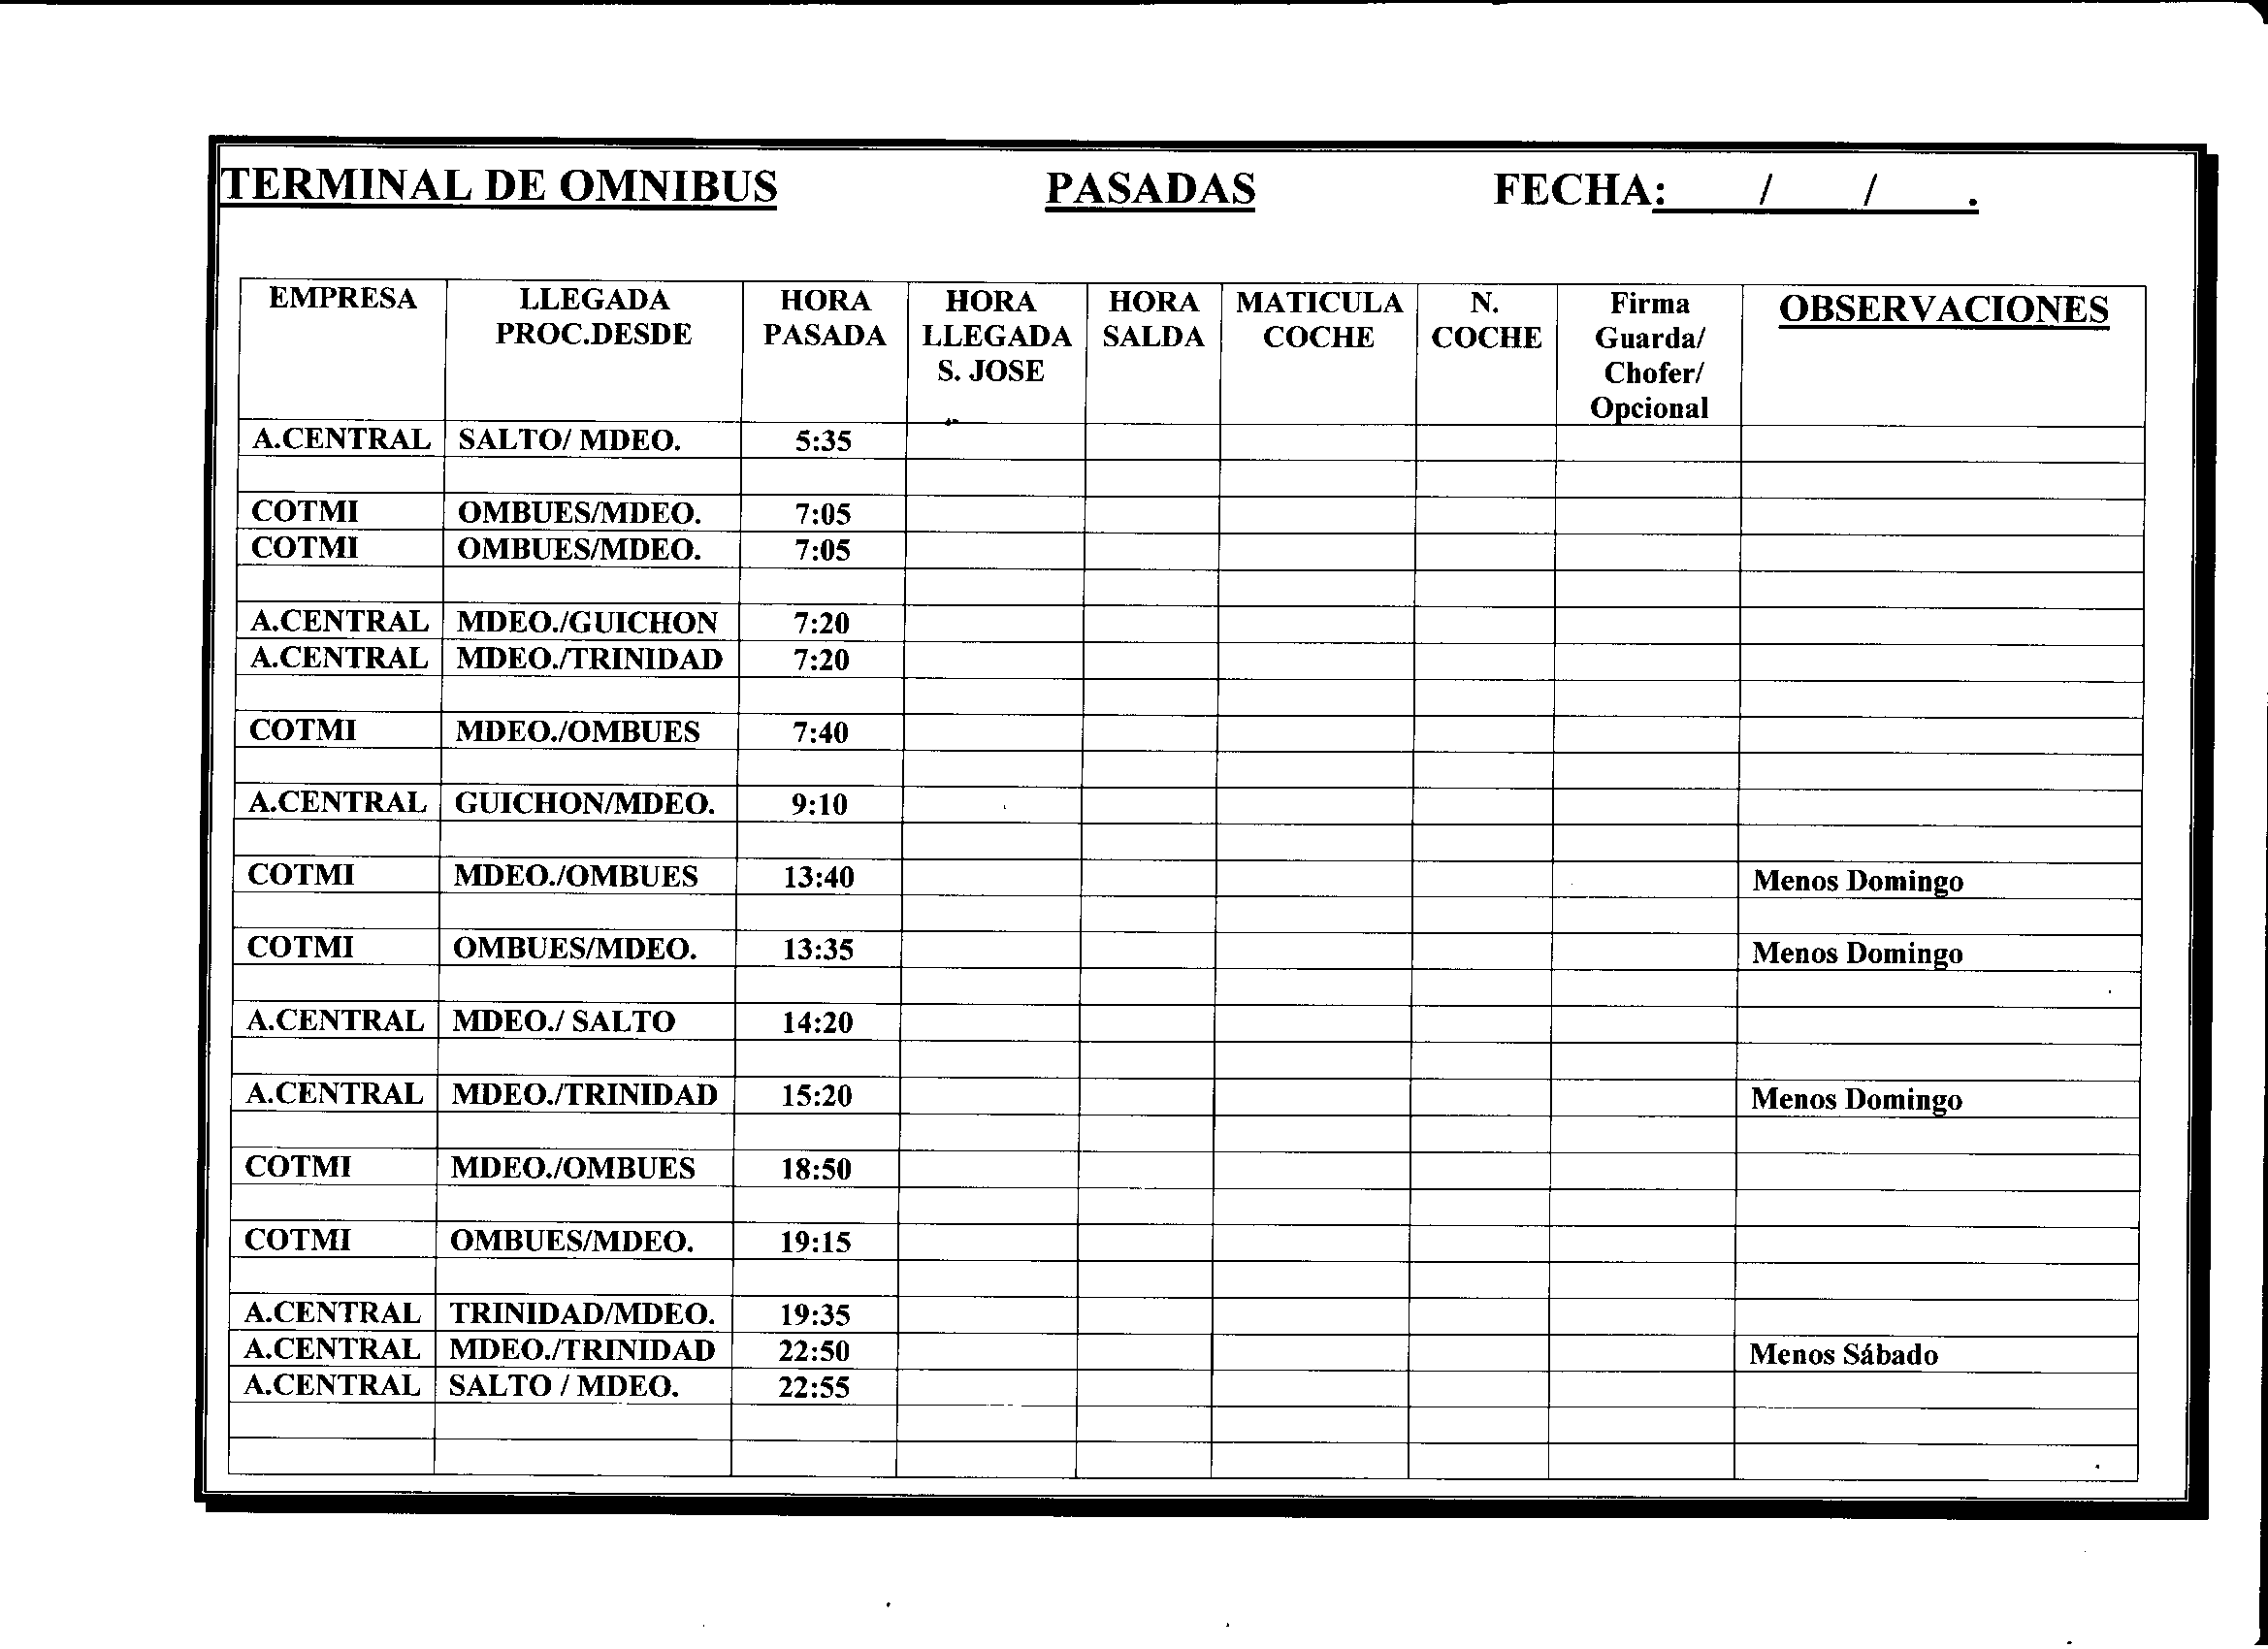 TERMINAL DE OMNIBUS PASADAS FECHA: / / .
EMPRESA LLEGADA PROC.DESDE HORA PASADA HORA LLEGADA S. JOSE HORA SALDA MATICULA COCHE N. COCHE Firma Guarda/ Chofer/ Opcional OBSERVACIONES
A.CENTRAL SALTO/ MDEO. 5:35
COTMI OMBUES/MDEO. 7:05
COTMI OMBUES/MDEO. 7:05
A.CENTRAL MDEO./GUICHON 7:20
A.CENTRAL MDEO./TRINIDAD 7:20
COTMI MDEO./OMBUES 7:40
A.CENTRAL GUICHON/MDEO. 9:10
COTMI MDEO./OMBUES 13:40 Menos Domingo
COTMI OMBUES/MDEO. 13:35 Menos Domingo
A.CENTRAL MDEO./ SALTO 14:20
A.CENTRAL MDEO./TRINIDAD 15:20 Menos Domingo
COTMI MDEO./OMBUES 18:50
COTMI OMBUES/MDEO. 19:15
A.CENTRAL TRINIDAD/MDEO. 19:35
A.CENTRAL MDEO./TRINIDAD 22:50 Menos Sábado
A.CENTRAL SALTO / MDEO. 22:55